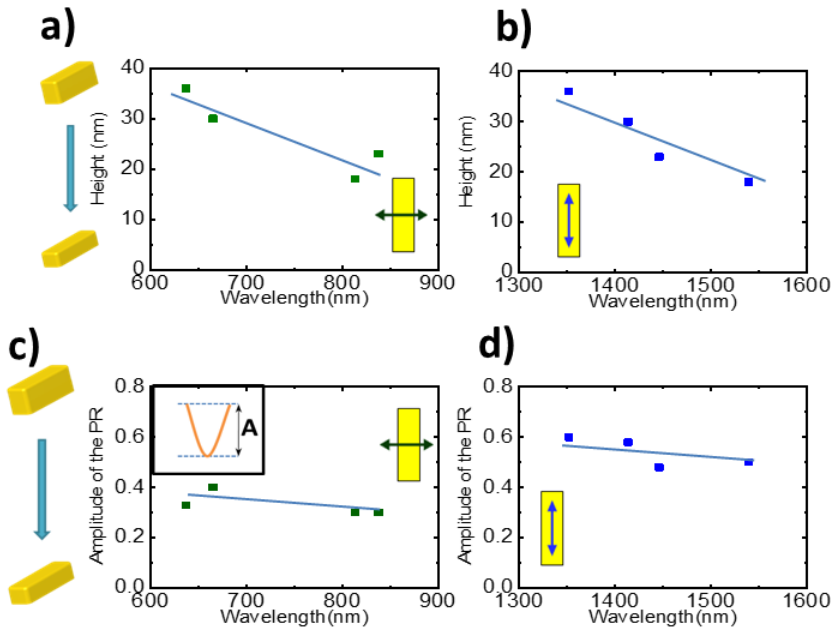 a)
40
30
20
10
0
Height (nm)
600
700
800
900
Wavelength(nm)
b)
40
30
20
10
0
Height (nm)
1300
1400
1500
1600
Wavelength(nm)
c)
0.8
0.6
0.4
0.2
0.0
Amplitude of the PR
A
600
700
800
900
Wavelength(nm)
d)
0.8
0.6
0.4
0.2
0.0
Amplitude of the PR
1300
1400
1500
1600
Wavelength(nm)